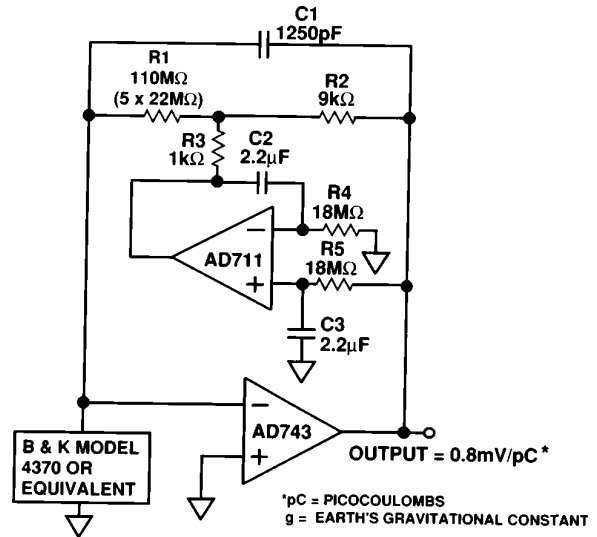 C1
1250pF
R1
110MΩ
(5 x 22MΩ)
R2
9kΩ
R3
1kΩ
C2
2.2µF
R4
18MΩ
–
AD711
+
R5
18MΩ
C3
2.2µF
–
AD743
+
B & K MODEL
4370 OR
EQUIVALENT
OUTPUT = 0.8mV/pC*
*pC = PICOCOULOMBS
g = EARTH'S GRAVITATIONAL CONSTANT